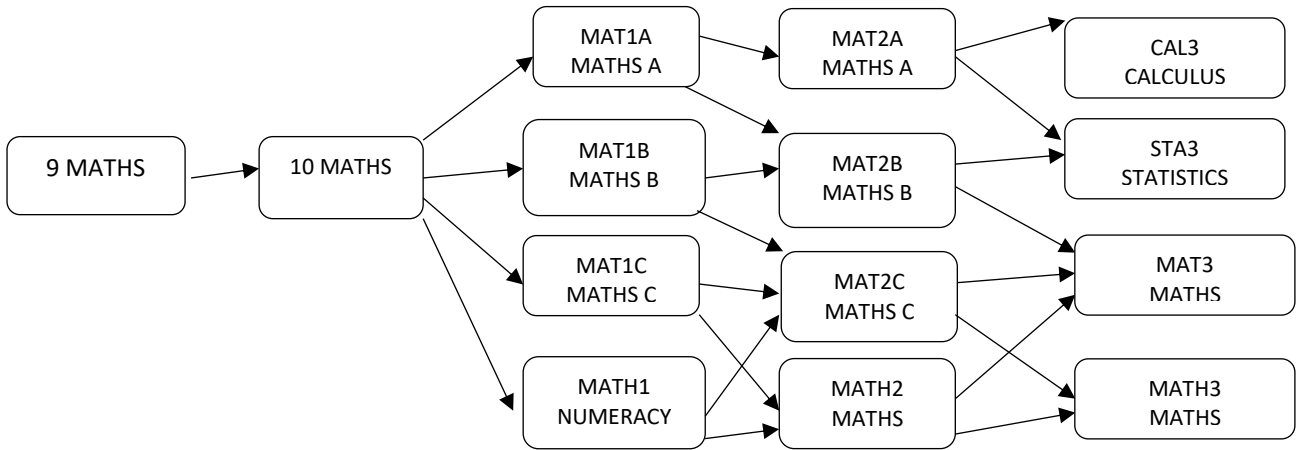 9 MATHS
10 MATHS
MAT1A
MATHS A
MAT1B
MATHS B
MAT1C
MATHS C
MATH1
NUMERACY
MAT2A
MATHS A
MAT2B
MATHS B
MAT2C
MATHS C
MATH2
MATHS
CAL3
CALCULUS
STA3
STATISTICS
MAT3
MATHS
MATH3
MATHS